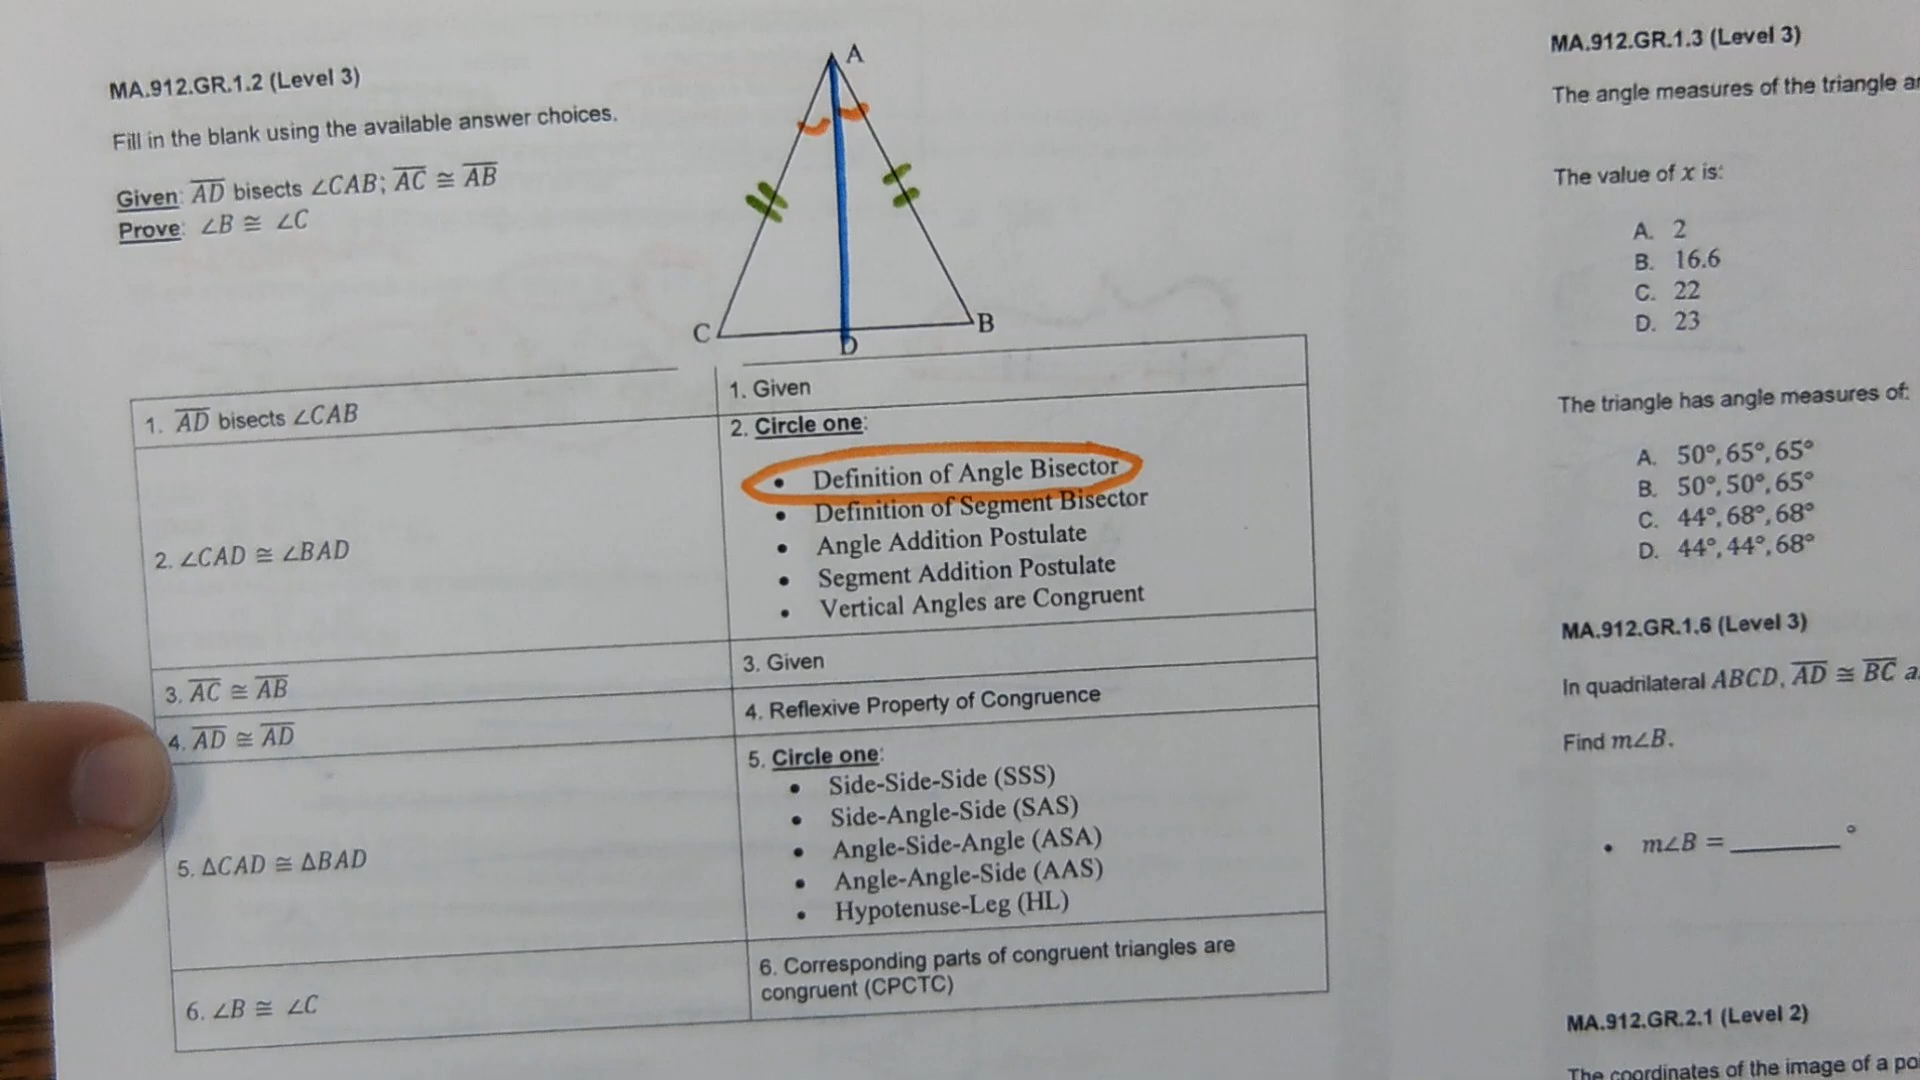 MA.912.GR.1.2 (Level 3)
Fill in the blank using the available answer choices.
Given: AD bisects ∠CAB; AC ≅ AB
Prove: ∠B ≅ ∠C
A
C
B
D
1. AD bisects ∠CAB
1. Given
2. ∠CAD ≅ ∠BAD
2. Circle one:
• Definition of Angle Bisector
• Definition of Segment Bisector
• Angle Addition Postulate
• Segment Addition Postulate
• Vertical Angles are Congruent
3. AC ≅ AB
3. Given
4. AD ≅ AD
4. Reflexive Property of Congruence
5. ΔCAD ≅ ΔBAD
5. Circle one:
• Side-Side-Side (SSS)
• Side-Angle-Side (SAS)
• Angle-Side-Angle (ASA)
• Angle-Angle-Side (AAS)
• Hypotenuse-Leg (HL)
6. ∠B ≅ ∠C
6. Corresponding parts of congruent triangles are
congruent (CPCTC)
MA.912.GR.1.3 (Level 3)
The angle measures of the triangle
The value of x is:
A. 2
B. 16.6
C. 22
D. 23
The triangle has angle measures of:
A. 50°, 65°, 65°
B. 50°, 50°, 65°
C. 44°, 68°, 68°
D. 44°, 44°, 68°
MA.912.GR.1.6 (Level 3)
In quadrilateral ABCD, AD ≅ BC
Find m∠B.
• m∠B = ________°
MA.912.GR.2.1 (Level 2)
The coordinates of the image of a